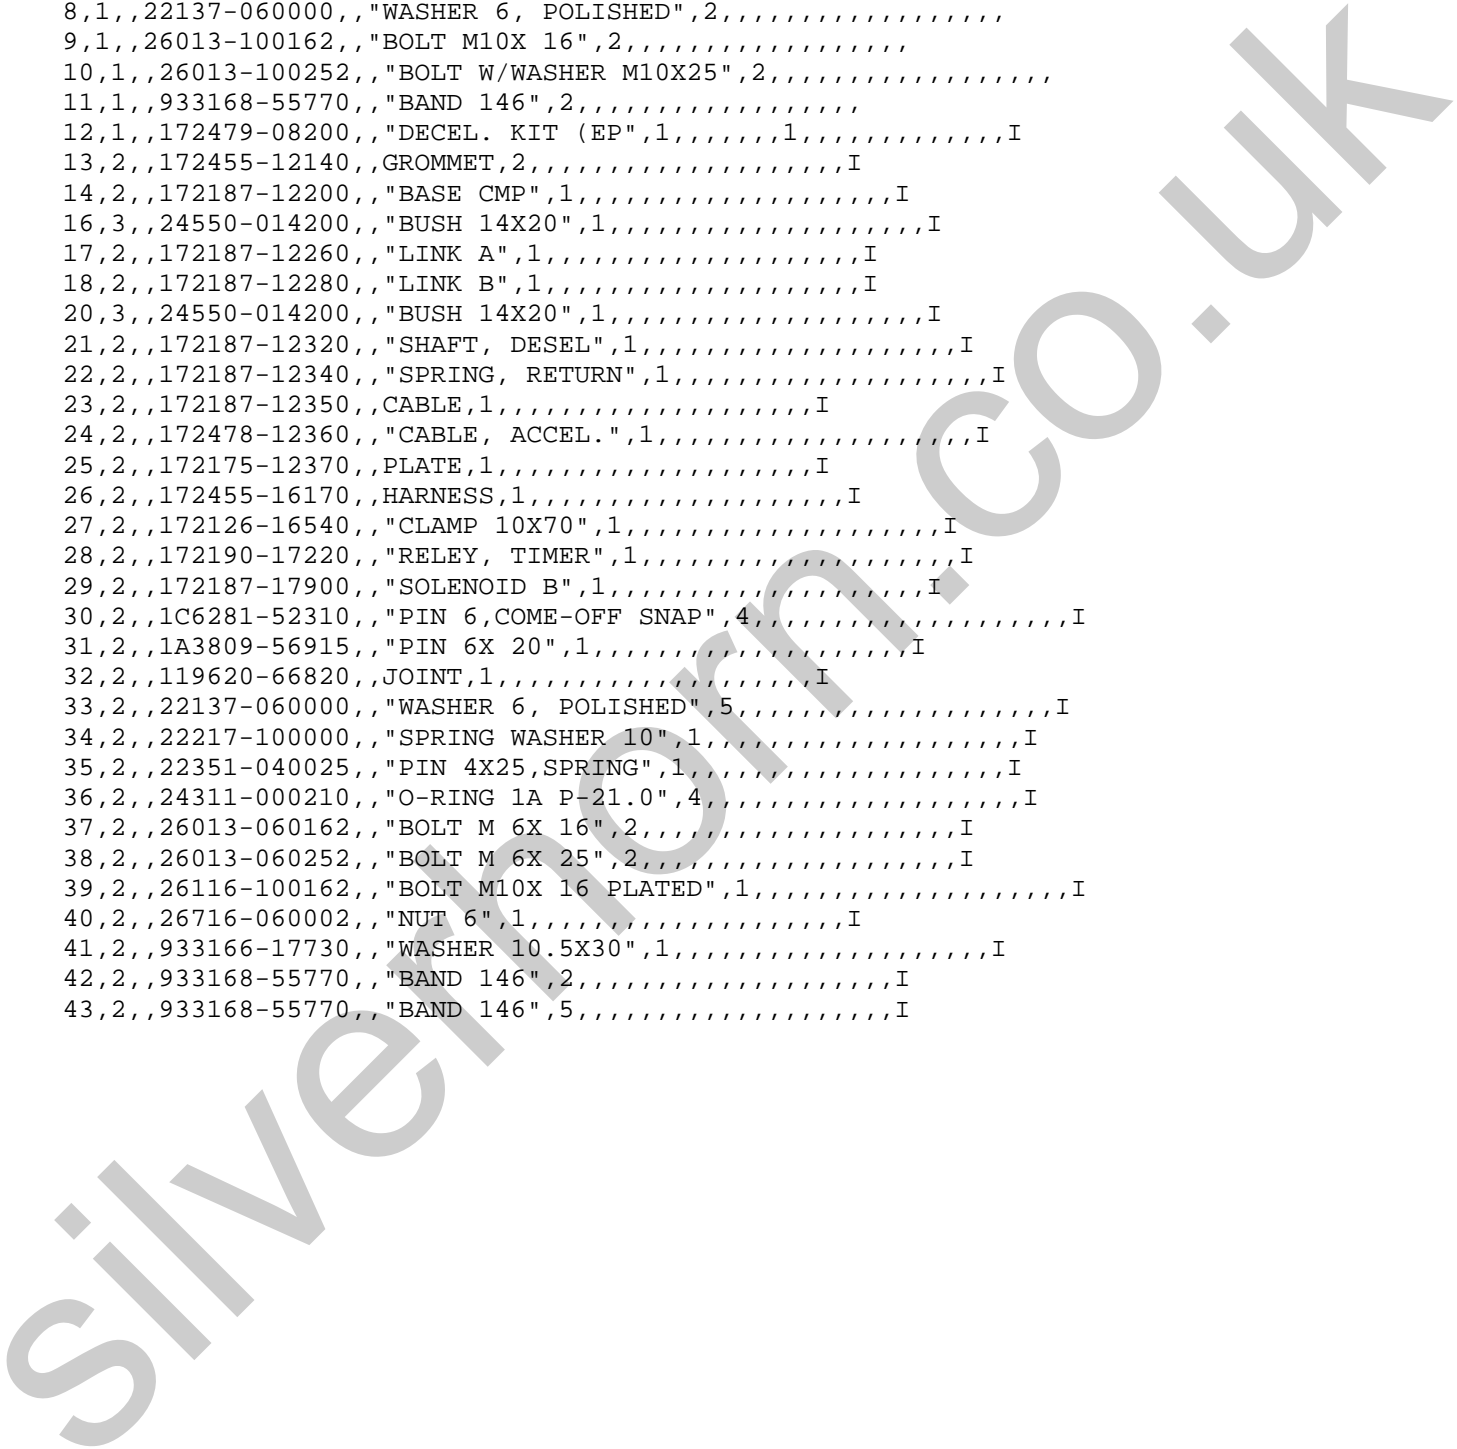 8,1,,22137-060000,,"WASHER 6, POLISHED",2,,,,,,,,,,,,,,,,,,
9,1,,26013-100162,,"BOLT M10X 16",2,,,,,,,,,,,,,,,,,,
10,1,,26013-100252,,"BOLT W/WASHER M10X25",2,,,,,,,,,,,,,,,,,,
11,1,,933168-55770,,"BAND 146",2,,,,,,,,,,,,,,,,,,
12,1,,172479-08200,,"DECEL. KIT (EP",1,,,,,,,1,,,,,,,,,,,,,I
13,2,,172455-12140,,GROMMET,2,,,,,,,,,,,,,,,,,,,,I
14,2,,172187-12200,,"BASE CMP",1,,,,,,,,,,,,,,,,,,,,I
16,3,,24550-014200,,"BUSH 14X20",1,,,,,,,,,,,,,,,,,,,,I
17,2,,172187-12260,,"LINK A",1,,,,,,,,,,,,,,,,,,,,I
18,2,,172187-12280,,"LINK B",1,,,,,,,,,,,,,,,,,,,,I
20,3,,24550-014200,,"BUSH 14X20",1,,,,,,,,,,,,,,,,,,,,I
21,2,,172187-12320,,"SHAFT, DESEL",1,,,,,,,,,,,,,,,,,,,,I
22,2,,172187-12340,,"SPRING, RETURN",1,,,,,,,,,,,,,,,,,,,,I
23,2,,172187-12350,,CABLE,1,,,,,,,,,,,,,,,,,,,,I
24,2,,172478-12360,,"CABLE, ACCEL.",1,,,,,,,,,,,,,,,,,,,,I
25,2,,172175-12370,,PLATE,1,,,,,,,,,,,,,,,,,,,,I
26,2,,172455-16170,,HARNESS,1,,,,,,,,,,,,,,,,,,,,I
27,2,,172126-16540,,"CLAMP 10X70",1,,,,,,,,,,,,,,,,,,,,I
28,2,,172190-17220,,"RELEY, TIMER",1,,,,,,,,,,,,,,,,,,,,I
29,2,,172187-17900,,"SOLENOID B",1,,,,,,,,,,,,,,,,,,,,I
30,2,,1C6281-52310,,"PIN 6,COME-OFF SNAP",4,,,,,,,,,,,,,,,,,,,,I
31,2,,1A3809-56915,,"PIN 6X 20",1,,,,,,,,,,,,,,,,,,,,I
32,2,,119620-66820,,JOINT,1,,,,,,,,,,,,,,,,,,,,I
33,2,,22137-060000,,"WASHER 6, POLISHED",5,,,,,,,,,,,,,,,,,,,,I
34,2,,22217-100000,,"SPRING WASHER 10",1,,,,,,,,,,,,,,,,,,,,I
35,2,,22351-040025,,"PIN 4X25,SPRING",1,,,,,,,,,,,,,,,,,,,,I
36,2,,24311-000210,,"O-RING 1A P-21.0",4,,,,,,,,,,,,,,,,,,,,I
37,2,,26013-060162,,"BOLT M 6X 16",2,,,,,,,,,,,,,,,,,,,,I
38,2,,26013-060252,,"BOLT M 6X 25",2,,,,,,,,,,,,,,,,,,,,I
39,2,,26116-100162,,"BOLT M10X 16 PLATED",1,,,,,,,,,,,,,,,,,,,,I
40,2,,26716-060002,,"NUT 6",1,,,,,,,,,,,,,,,,,,,,I
41,2,,933166-17730,,"WASHER 10.5X30",1,,,,,,,,,,,,,,,,,,,,I
42,2,,933168-55770,,"BAND 146",2,,,,,,,,,,,,,,,,,,,,I
43,2,,933168-55770,,"BAND 146",5,,,,,,,,,,,,,,,,,,,,I
silverhorn.co.uk